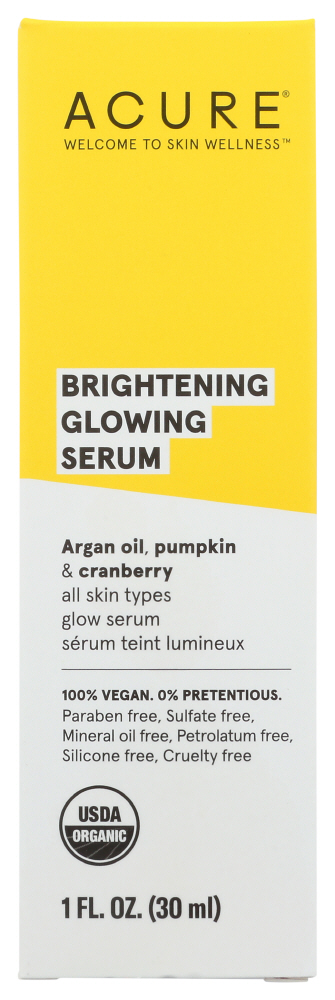 ACURE®
WELCOME TO SKIN WELLNESS™
BRIGHTENING
GLOWING
SERUM
Argan oil, pumpkin
& cranberry
all skin types
glow serum
sérum teint lumineux
100% VEGAN. 0% PRETENTIOUS.
Paraben free, Sulfate free,
Mineral oil free, Petrolatum free,
Silicone free, Cruelty free
USDA
ORGANIC
1 FL. OZ. (30 ml)